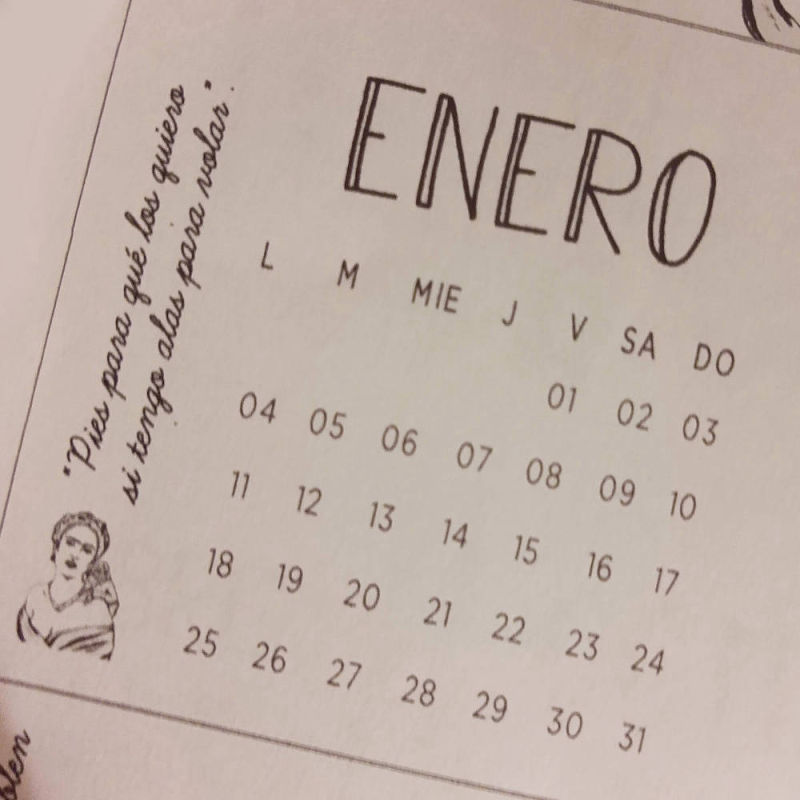 ENERO
L M MIE J V SA DO
01 02 03
04 05 06 07 08 09 10
11 12 13 14 15 16 17
18 19 20 21 22 23 24
25 26 27 28 29 30 31
"Pies para qué los quiero
si tengo alas para volar".